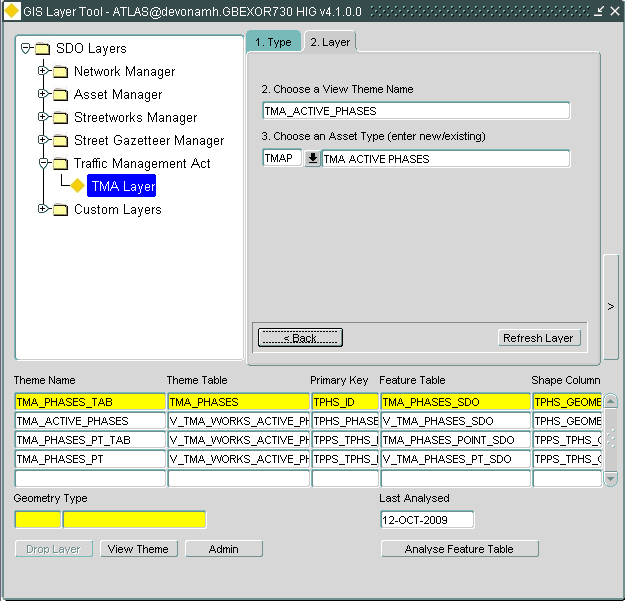 GIS Layer Tool - ATLAS@devonamh.GBEXOR730 HIG v4.1.0.0
SDO Layers
Network Manager
Asset Manager
Streetworks Manager
Street Gazetteer Manager
Traffic Management Act
TMA Layer
Custom Layers
1. Type 2. Layer
2. Choose a View Theme Name
TMA_ACTIVE_PHASES
3. Choose an Asset Type (enter new/existing)
TMAP TMA ACTIVE PHASES
< Back Refresh Layer
>
Theme Name Theme Table Primary Key Feature Table Shape Column
TMA_PHASES_TAB TMA_PHASES TPHS_ID TMA_PHASES_SDO TPHS_GEOME
TMA_ACTIVE_PHASES V_TMA_WORKS_ACTIVE_PH TPHS_PHASE V_TMA_PHASES_SDO TPHS_GEOME
TMA_PHASES_PT_TAB V_TMA_WORKS_ACTIVE_PH TPPS_TPHS_I TMA_PHASES_POINT_SDO TPPS_TPHS_G
TMA_PHASES_PT V_TMA_WORKS_ACTIVE_PH TPPS_TPHS_I V_TMA_PHASES_PT_SDO TPPS_TPHS_G
Geometry Type Last Analysed
12-OCT-2009
Drop Layer View Theme Admin Analyse Feature Table